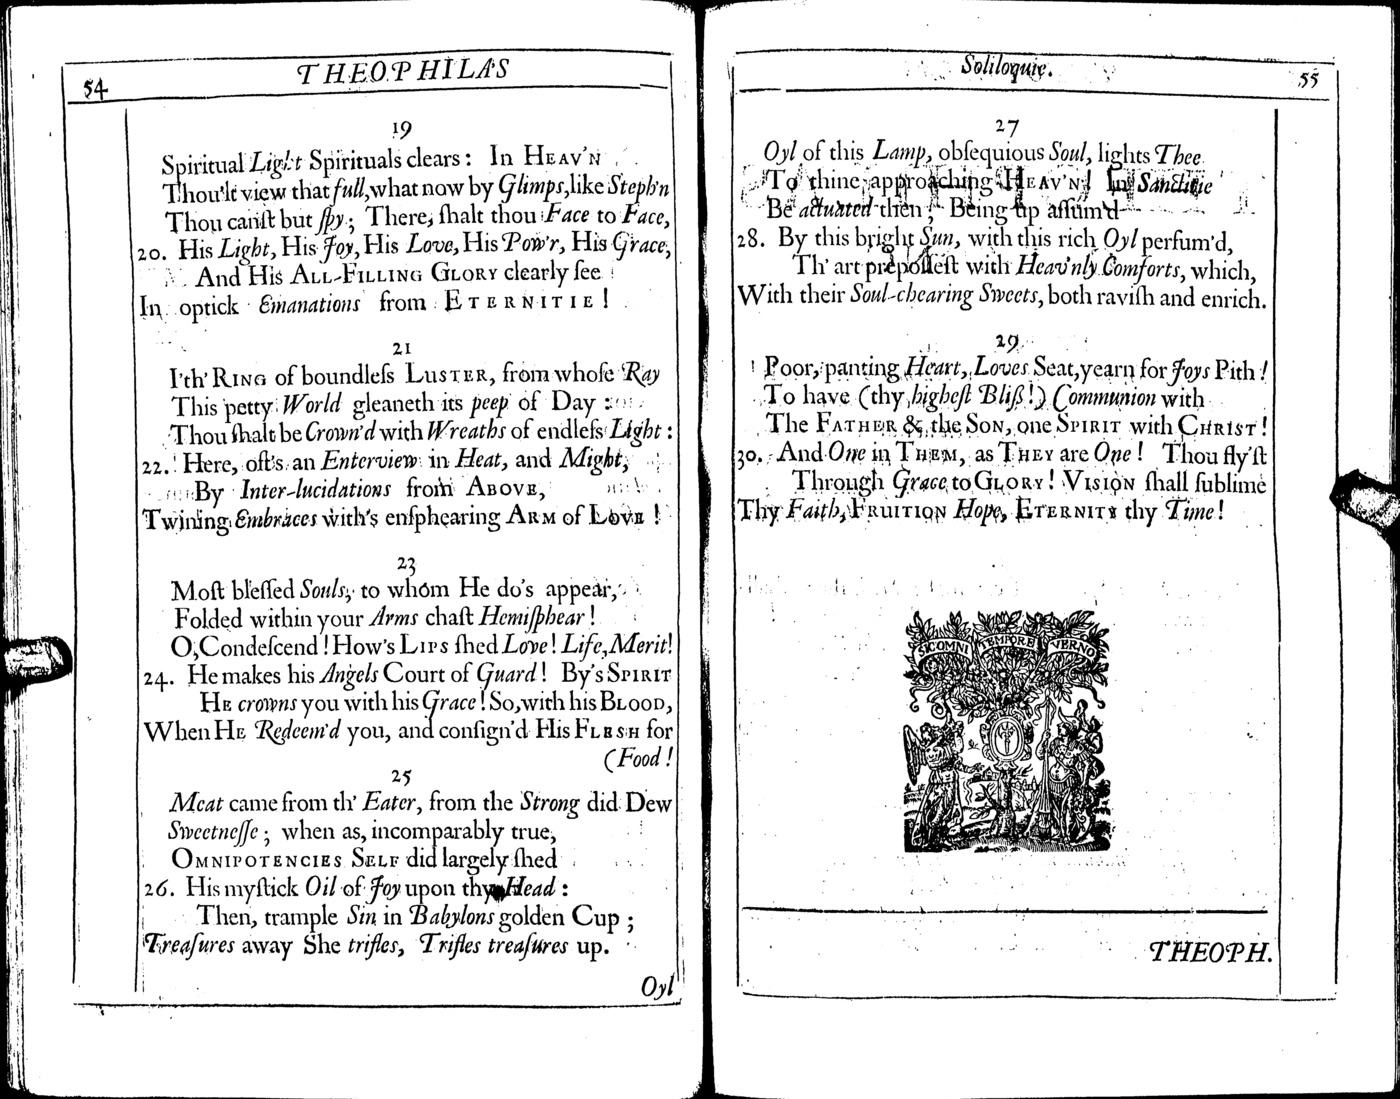 54
THEOPHILA'S
19
Spiritual Light Spirituals clears: In HEAV'N
Thou'lt view that full, what now by Glimps, like Steph'n
Thou canſt but ſpy; There, ſhalt thou Face to Face,
20. His Light, His Joy, His Love, His Pow'r, His Grace,
And His ALL-FILLING GLORY clearly ſee
In optick Emanations from ETERNITIE!
21
I'th' RING of boundleſs LUSTER, from whoſe Ray
This petty World gleaneth its peep of Day:
Thou ſhalt be Crown'd with Wreaths of endleſs Light:
22. Here, oft's an Enterview in Heat, and Might,
By Inter-lucidations from ABOVE,
Twining Embraces with's enſphearing ARM of LOVE!
23
Moſt bleſſed Souls, to whom He do's appear,
Folded within your Arms chaſt Hemiſphear!
O, Condeſcend! How's LIPS ſhed Love! Life, Merit!
24. He makes his Angels Court of Guard! By's SPIRIT
HE crowns you with his Grace! So, with his BLOOD,
When HE Redeem'd you, and conſign'd His FLESH for
(Food!
25
Meat came from th' Eater, from the Strong did Dew
Sweetneſſe; when as, incomparably true,
OMNIPOTENCIES SELF did largely ſhed
26. His myſtick Oil of Joy upon thy Head:
Then, trample Sin in Babylons golden Cup;
Treaſures away She trifles, Trifles treaſures up.
Oyl
Soliloquie.
55
27
Oyl of this Lamp, obſequious Soul, lights Thee
To thine approaching HEAV'N! In Sanctitie
Be actuated then; Being up aſſum'd
28. By this bright Sun, with this rich Oyl perfum'd,
Th' art prepoſſeſt with Heav'nly Comforts, which,
With their Soul-chearing Sweets, both raviſh and enrich.
29
Poor, panting Heart, Loves Seat, yearn for Joys Pith!
To have (thy higheſt Bliß!) Communion with
The FATHER & the SON, one SPIRIT with CHRIST!
30. And One in THEM, as THEY are One! Thou fly'ſt
Through Grace to GLORY! VISION ſhall ſublime
Thy Faith, FRUITION Hope, ETERNITY thy Time!
SIC OMNI TEMPORE VERNO
THEOPH.